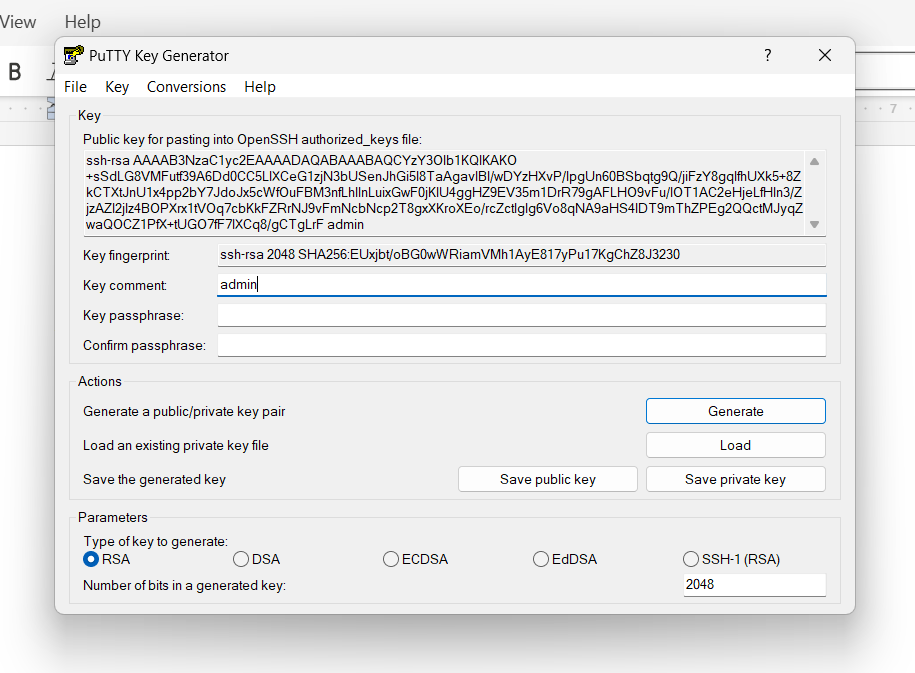 View Help
B
7
PuTTY Key Generator ?
File Key Conversions Help
Key
Public key for pasting into OpenSSH authorized_keys file:
ssh-rsa AAAAB3NzaC1yc2EAAAADAQABAAABAQCYzY3OIb1KQIKAKO
+sSdLG8VMFutf39A6Dd0CC5LlXCeG1zjN3bUSenJhGi5I8TaAgavIBl/wDYzHXvP/lpgUn60BSbqtg9Q/jiFzY8gqlfhUXk5+8Z
kCTXtJnU1x4pp2bY7JdoJx5cWfOuFBM3nfLhlInLuixGwF0jKlU4ggHZ9EV35m1DrR79gAFLHO9vFu/lOT1AC2eHjeLfHln3/Z
jzAZl2jlz4BOPXrx1tVOq7cbKkFZRrNJ9vFmNcbNcp2T8gxXKroXEo/rcZctIgIg6Vo8qNA9aHS4IDT9mThZPEg2QQctMJyqZ
waQOCZ1PfX+tUGO7fF7lXCq8/gCTgLrF admin
Key fingerprint: ssh-rsa 2048 SHA256:EUxjbt/oBG0wWRiamVMh1AyE817yPu17KgChZ8J3230
Key comment: admin
Key passphrase:
Confirm passphrase:
Actions
Generate a public/private key pair Generate
Load an existing private key file Load
Save the generated key Save public key Save private key
Parameters
Type of key to generate:
RSA DSA ECDSA EdDSA SSH-1 (RSA)
Number of bits in a generated key: 2048